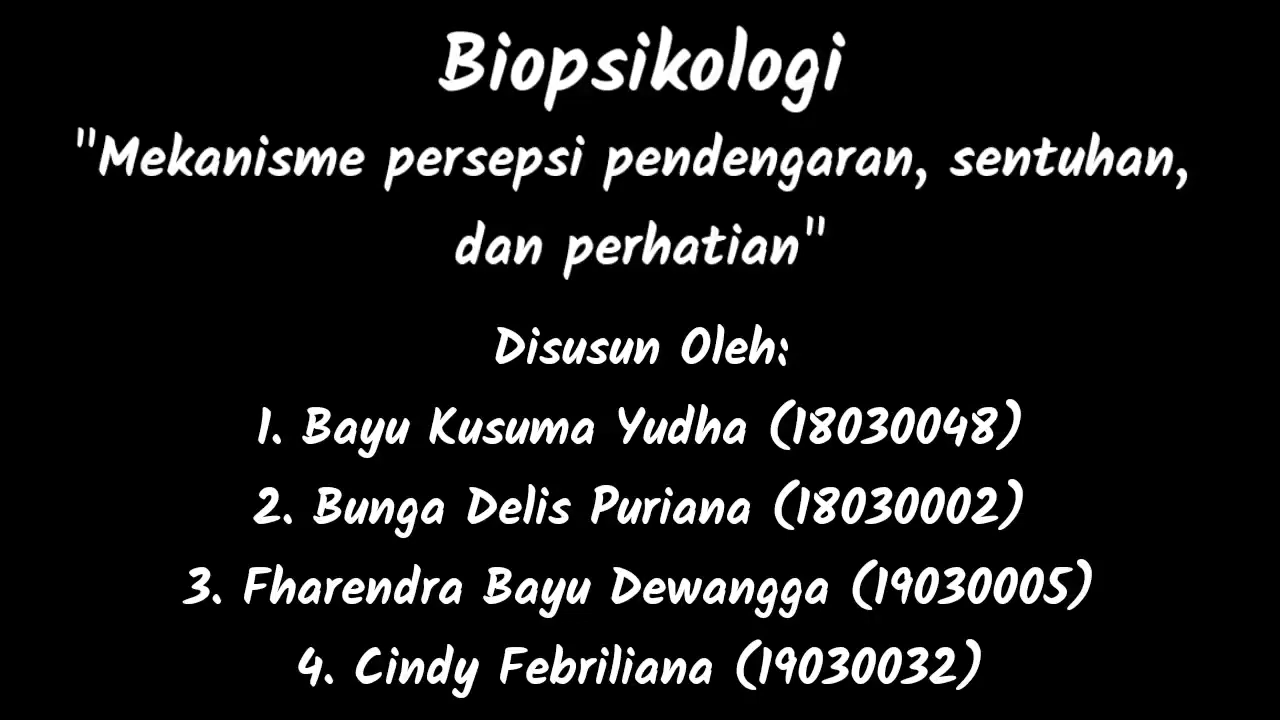 Biopsikologi
"Mekanisme persepsi pendengaran, sentuhan,
dan perhatian"
Disusun Oleh:
1. Bayu Kusuma Yudha (18030048)
2. Bunga Delis Puriana (18030002)
3. Fharendra Bayu Dewangga (19030005)
4. Cindy Febriliana (19030032)